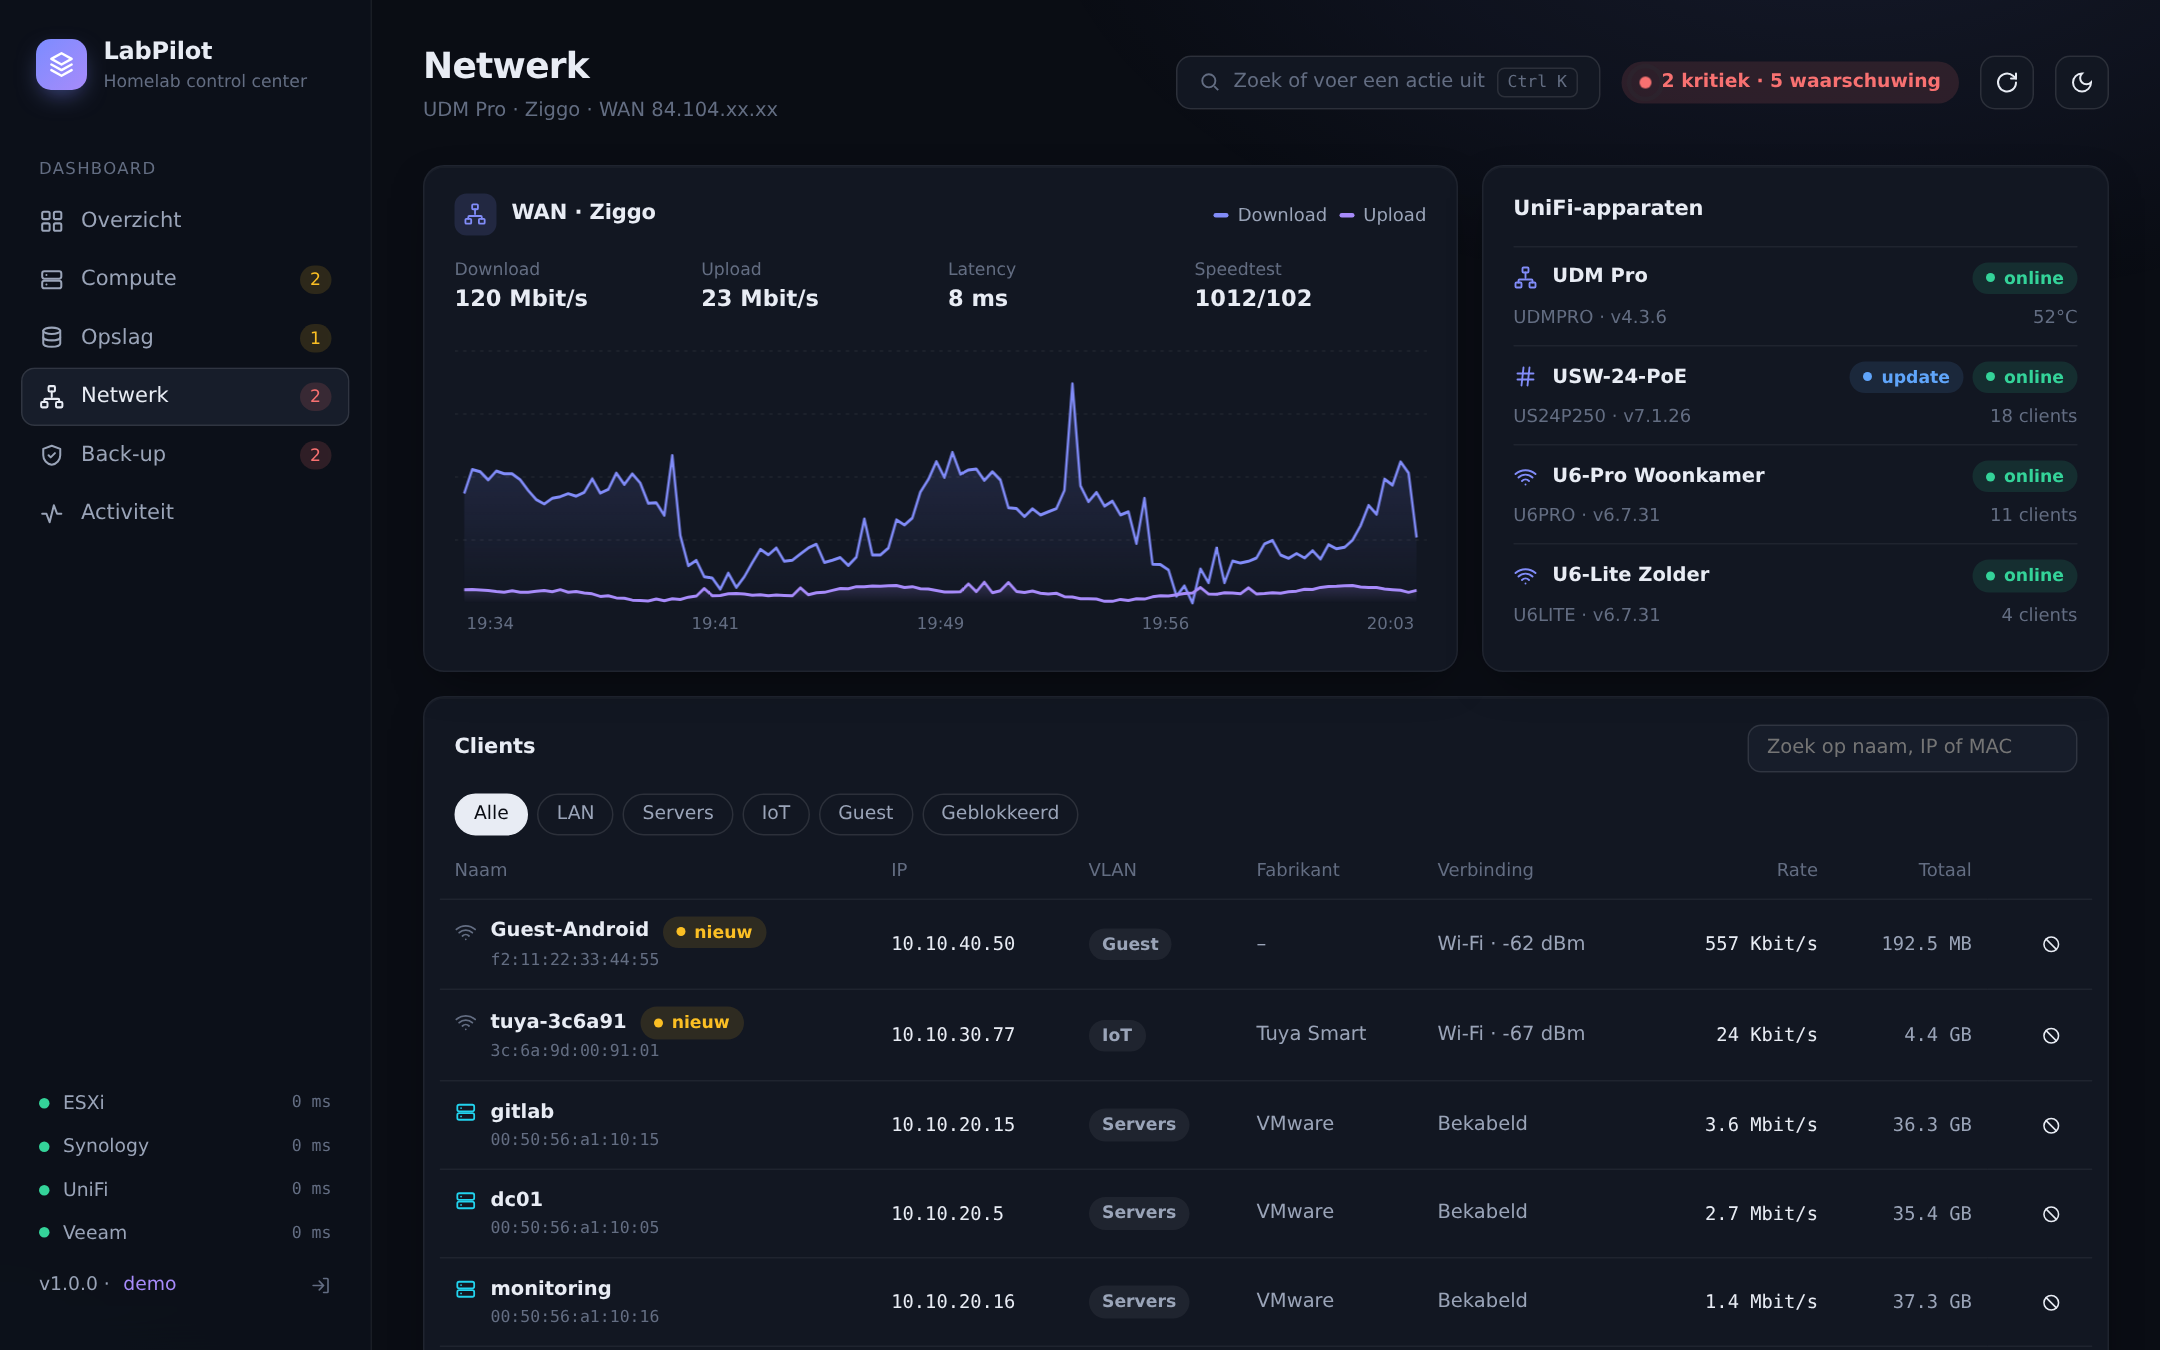 LabPilot
Homelab control center
DASHBOARD
Overzicht
Compute 2
Opslag 1
Netwerk 2
Back-up 2
Activiteit
ESXi 0 ms
Synology 0 ms
UniFi 0 ms
Veeam 0 ms
v1.0.0 · demo
Netwerk
UDM Pro · Ziggo · WAN 84.104.xx.xx
Zoek of voer een actie uit Ctrl K
2 kritiek · 5 waarschuwing
WAN · Ziggo
Download Upload
Download Upload Latency Speedtest
120 Mbit/s 23 Mbit/s 8 ms 1012/102
19:34 19:41 19:49 19:56 20:03
UniFi-apparaten
UDM Pro online
UDMPRO · v4.3.6 52°C
USW-24-PoE update online
US24P250 · v7.1.26 18 clients
U6-Pro Woonkamer online
U6PRO · v6.7.31 11 clients
U6-Lite Zolder online
U6LITE · v6.7.31 4 clients
Clients
Zoek op naam, IP of MAC
Alle LAN Servers IoT Guest Geblokkeerd
Naam IP VLAN Fabrikant Verbinding Rate Totaal
Guest-Android nieuw 10.10.40.50 Guest – Wi-Fi · -62 dBm 557 Kbit/s 192.5 MB
f2:11:22:33:44:55
tuya-3c6a91 nieuw 10.10.30.77 IoT Tuya Smart Wi-Fi · -67 dBm 24 Kbit/s 4.4 GB
3c:6a:9d:00:91:01
gitlab 10.10.20.15 Servers VMware Bekabeld 3.6 Mbit/s 36.3 GB
00:50:56:a1:10:15
dc01 10.10.20.5 Servers VMware Bekabeld 2.7 Mbit/s 35.4 GB
00:50:56:a1:10:05
monitoring 10.10.20.16 Servers VMware Bekabeld 1.4 Mbit/s 37.3 GB
00:50:56:a1:10:16